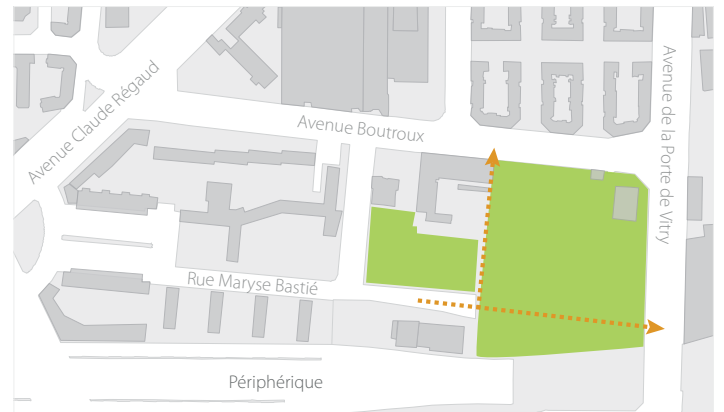 Avenue Claude Régaud
Avenue Boutroux
Avenue de la Porte de Vitry
Rue Maryse Bastié
Périphérique